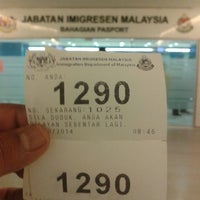 JABATAN IMIGRESEN MALAYSIA
BAHAGIAN PASPORT
JABATAN IMIGRESEN MALAYSIA
Immigration Department of Malaysia
NO. ANDA
1290
NO. SEKARANG: 1025
SILA DUDUK. ANDA AKAN
SEBENTAR LAGI.
2014 08:46
1290